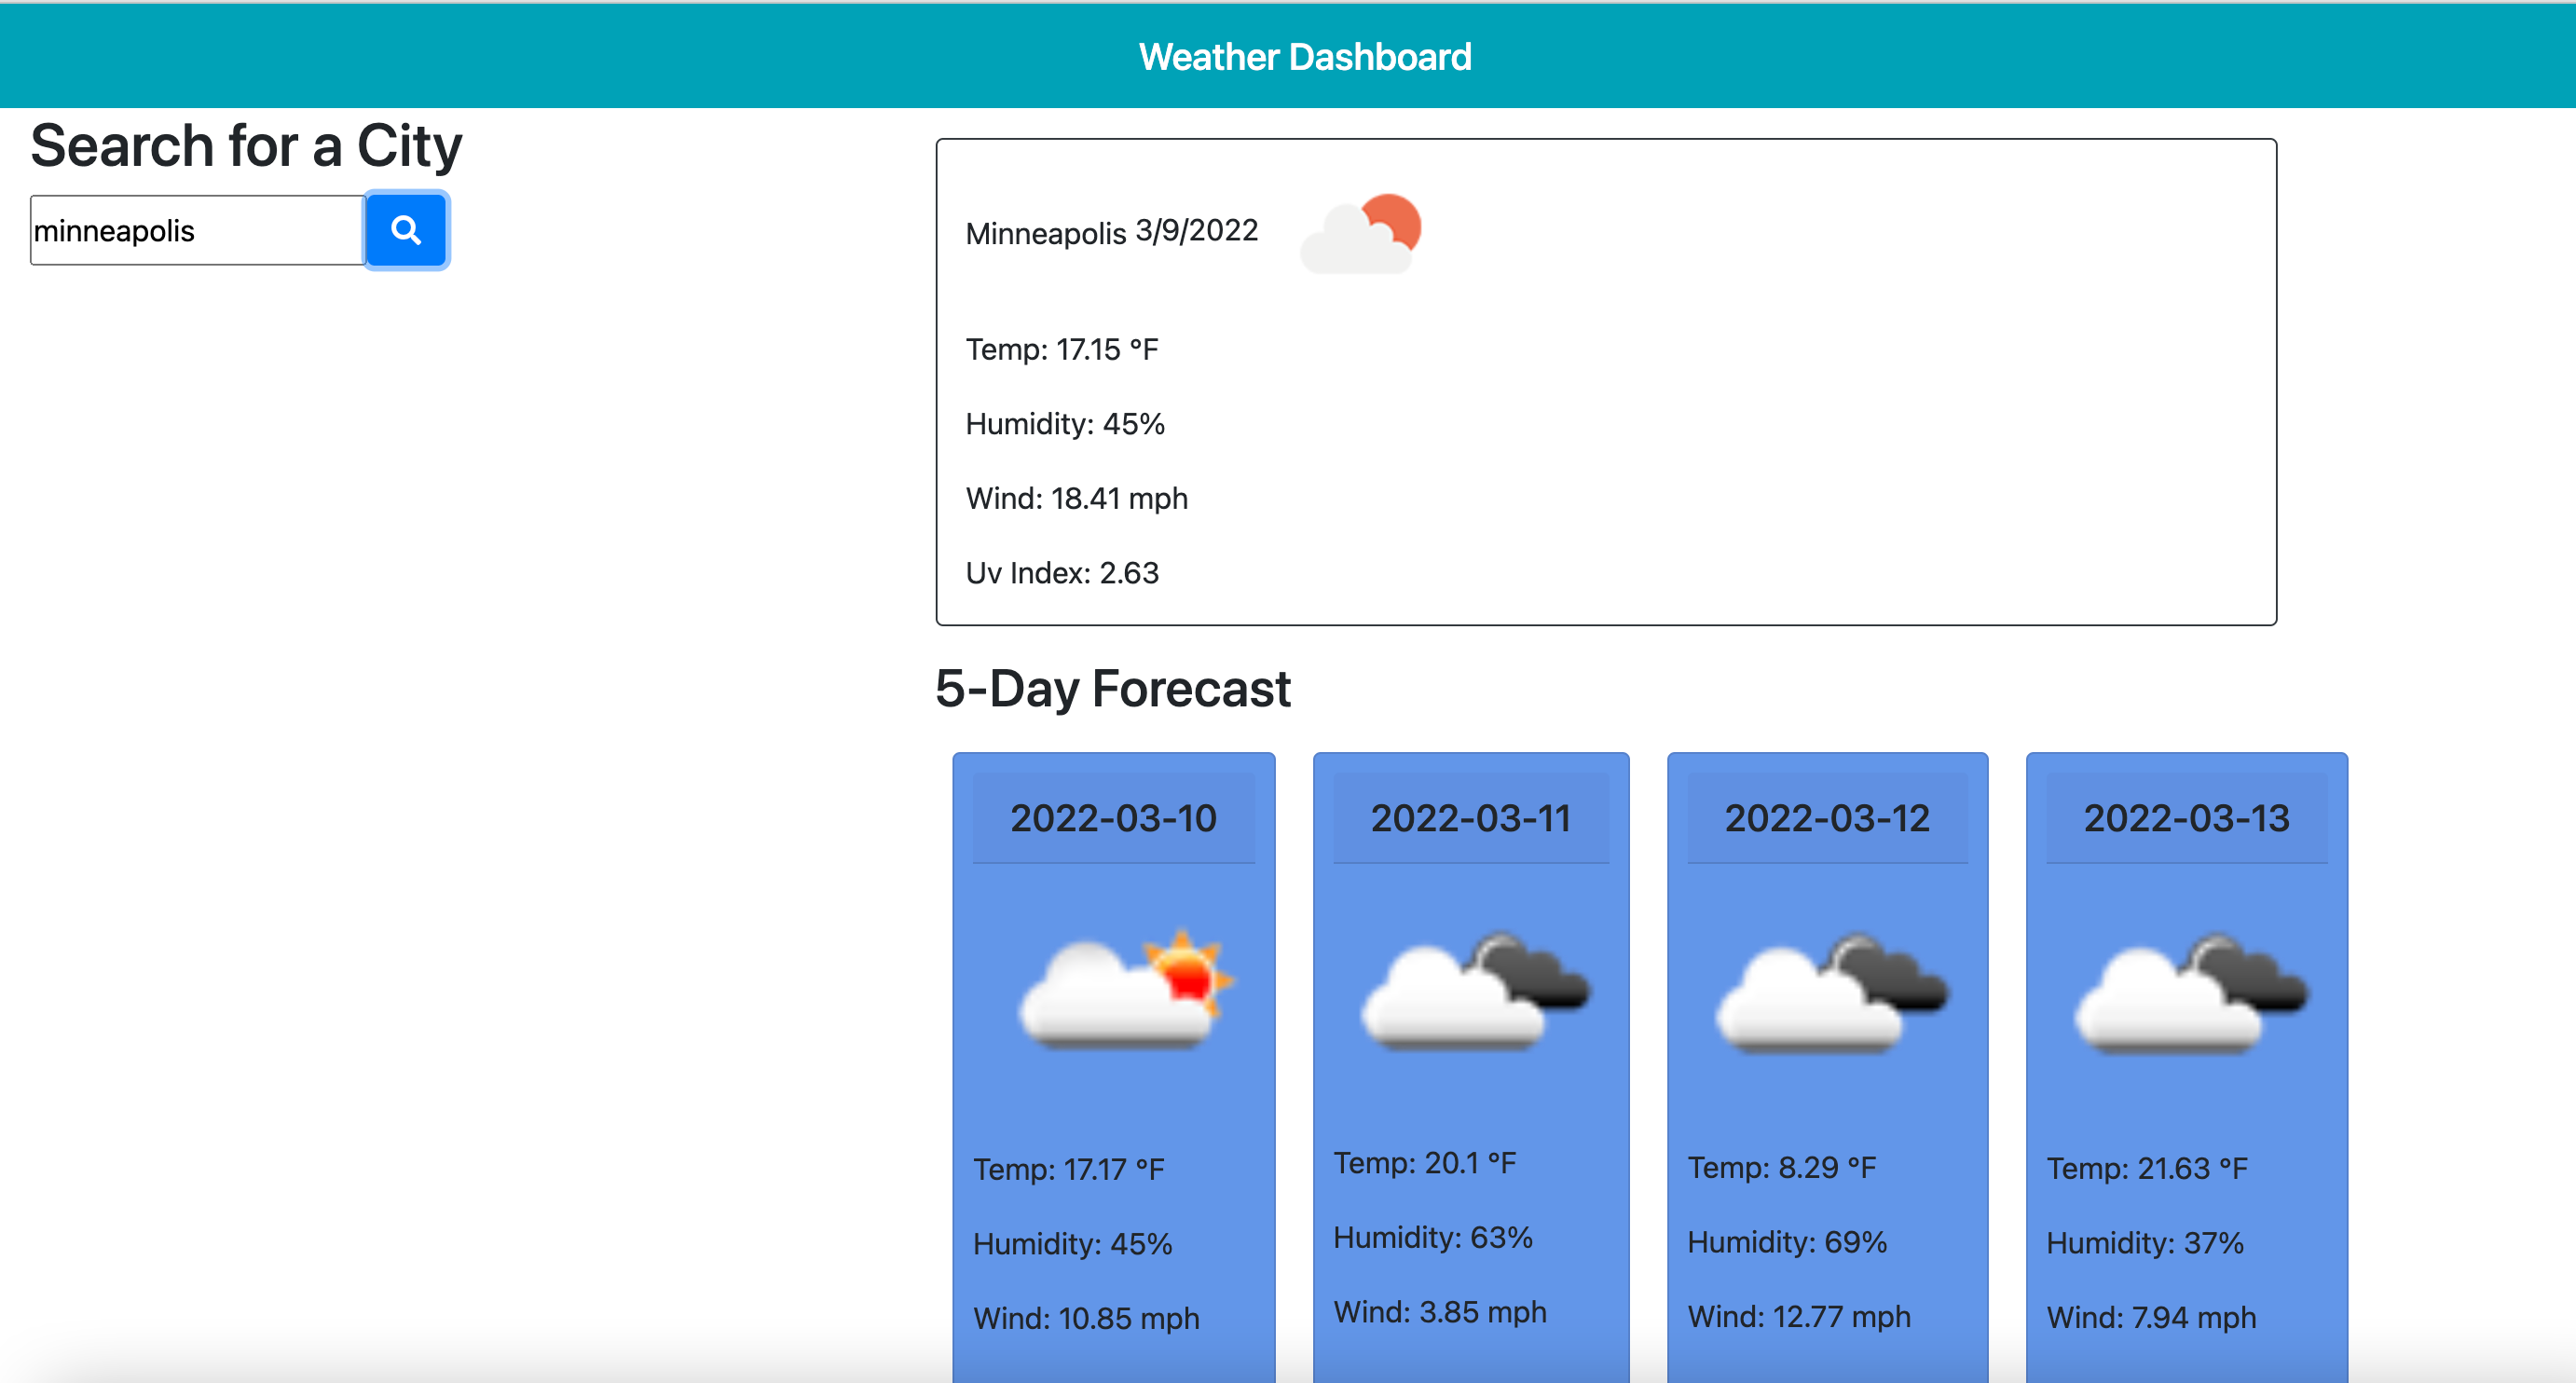 Weather Dashboard
Search for a City
minneapolis
Minneapolis 3/9/2022
Temp: 17.15 °F
Humidity: 45%
Wind: 18.41 mph
Uv Index: 2.63
5-Day Forecast
2022-03-10
Temp: 17.17 °F
Humidity: 45%
Wind: 10.85 mph
2022-03-11
Temp: 20.1 °F
Humidity: 63%
Wind: 3.85 mph
2022-03-12
Temp: 8.29 °F
Humidity: 69%
Wind: 12.77 mph
2022-03-13
Temp: 21.63 °F
Humidity: 37%
Wind: 7.94 mph